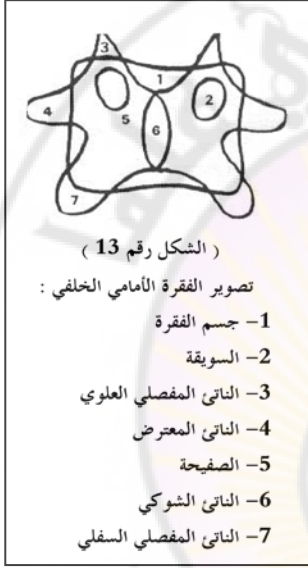 3
1
4
2
5
6
7
( الشكل رقم 13 )
تصوير الفقرة الأمامي الخلفي :
1- جسم الفقرة
2- السويقة
3- الناتئ المفصلي العلوي
4- الناتئ المعترض
5- الصفيحة
6- الناتئ الشوكي
7- الناتئ المفصلي السفلي